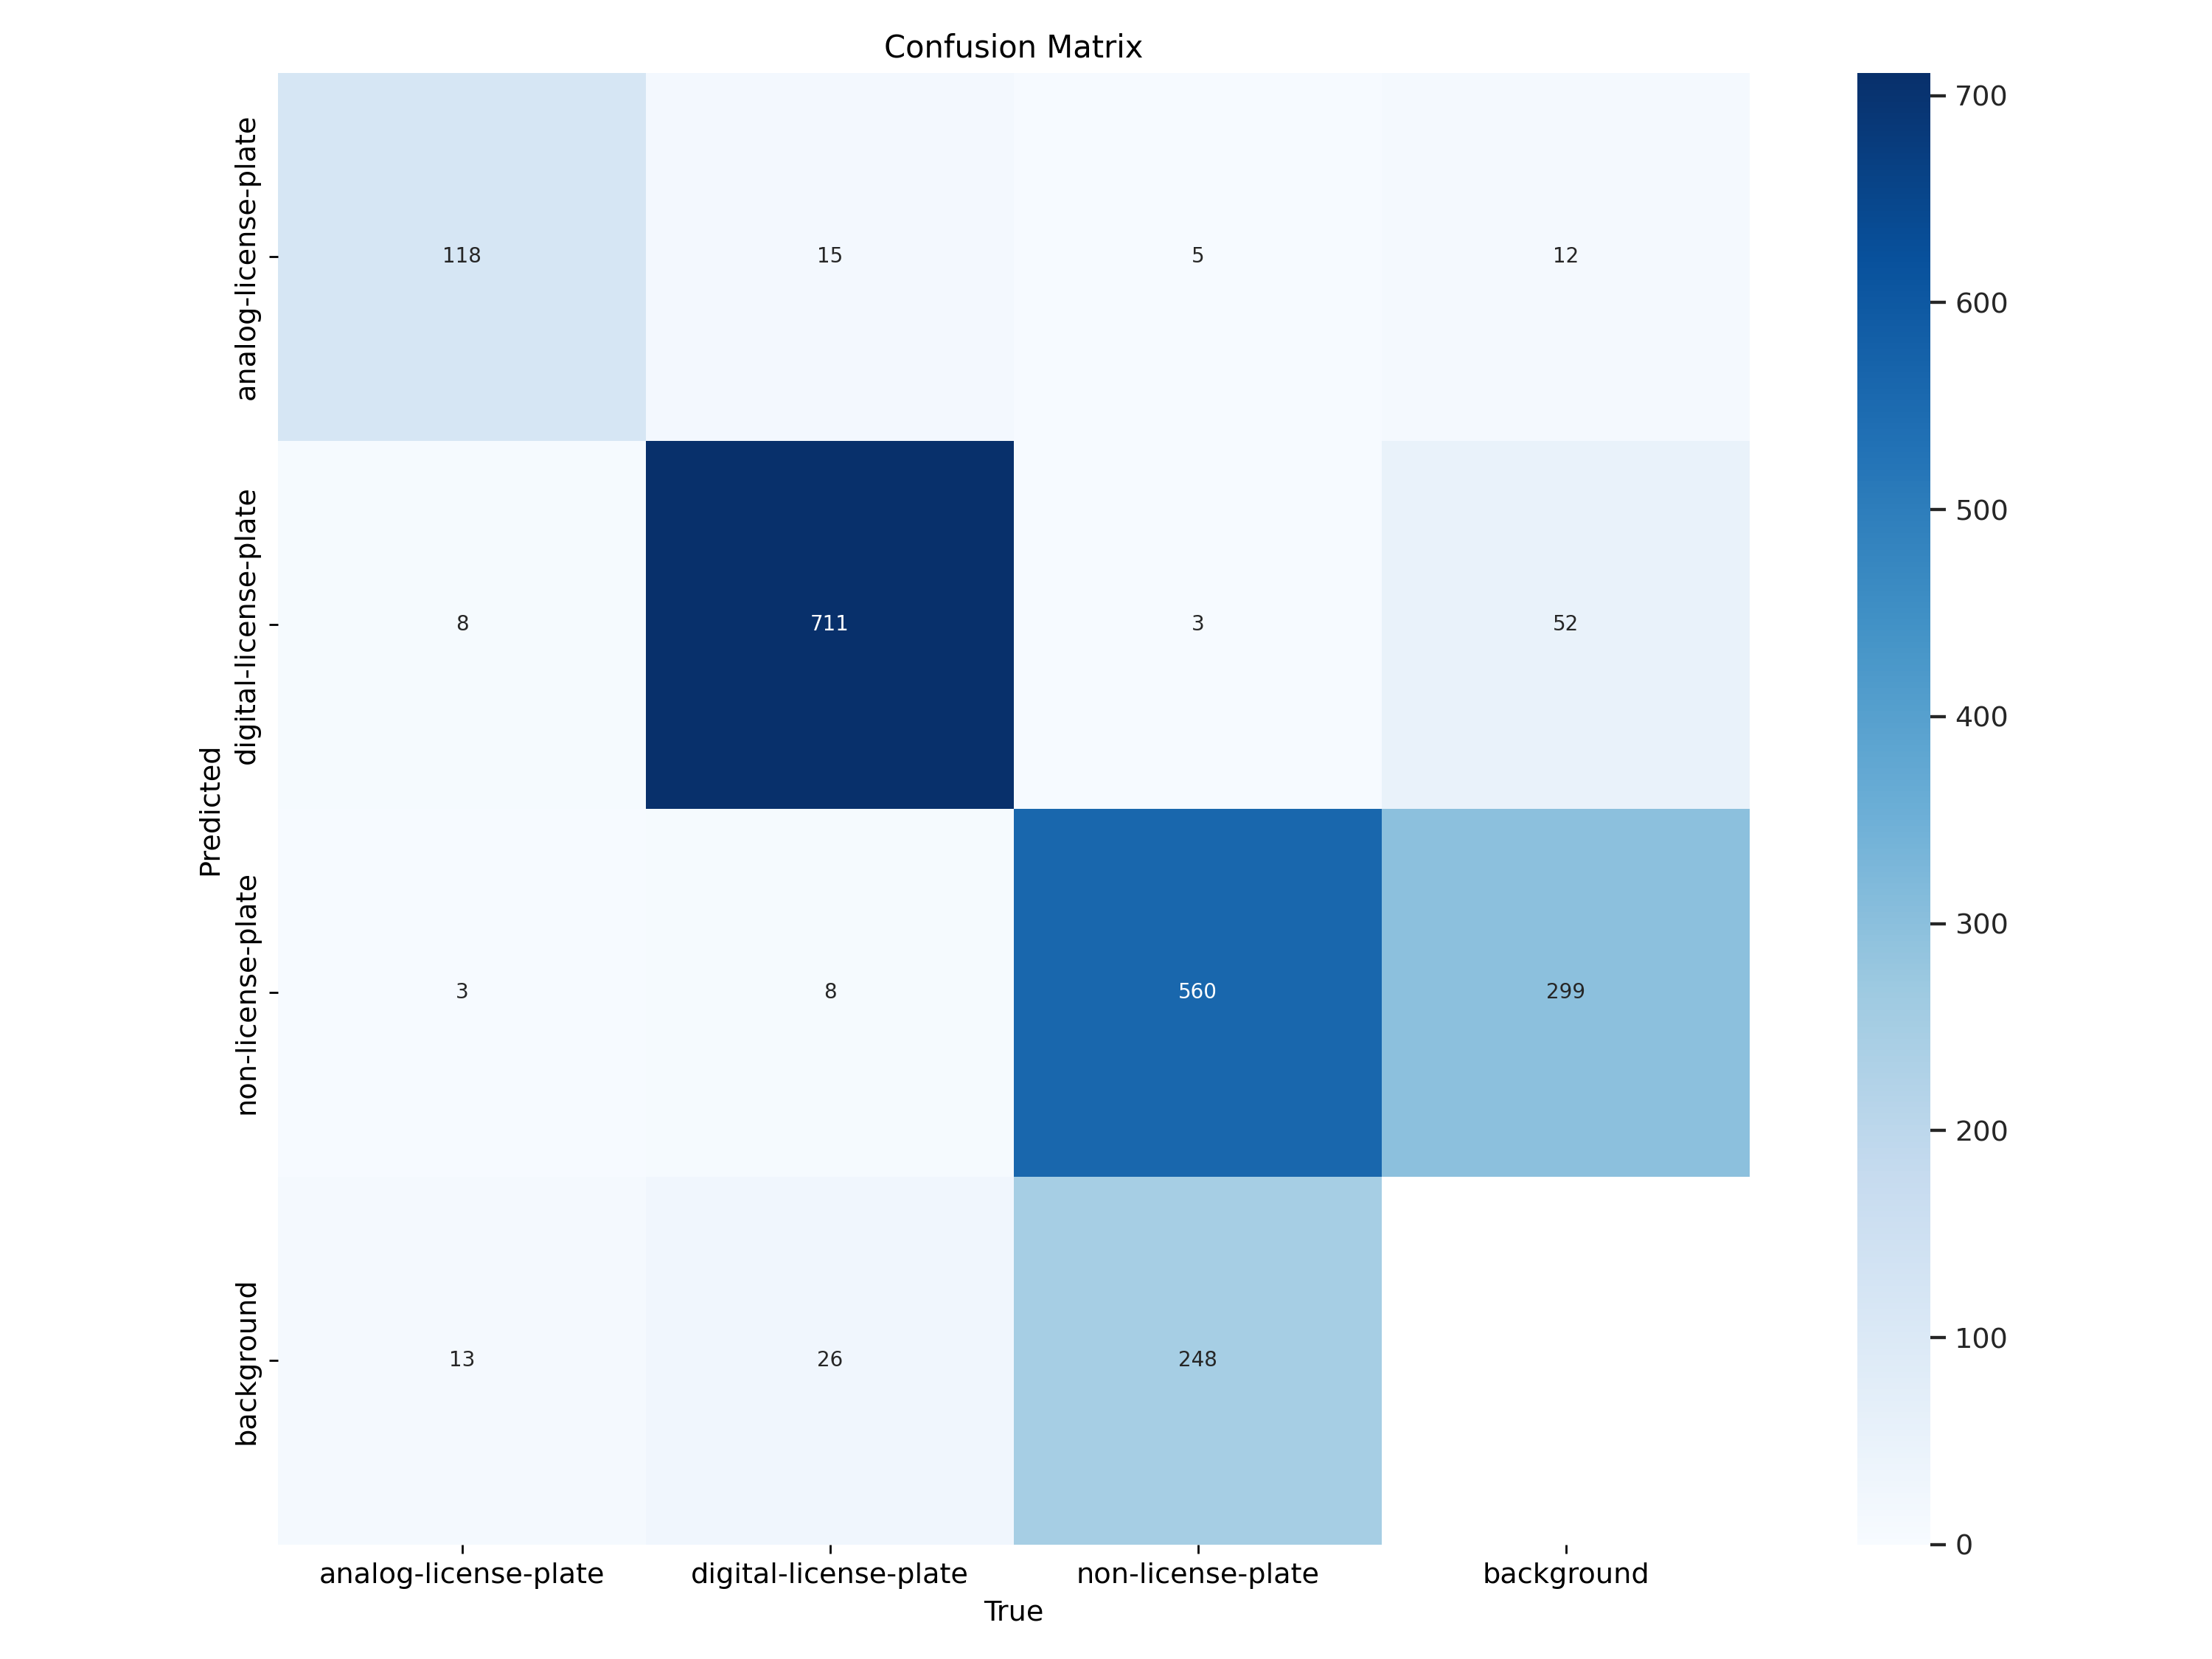 Confusion Matrix
Predicted
analog-license-plate
118 15 5 12
digital-license-plate
8 711 3 52
non-license-plate
3 8 560 299
background
13 26 248
analog-license-plate digital-license-plate non-license-plate background
True
700
600
500
400
300
200
100
0